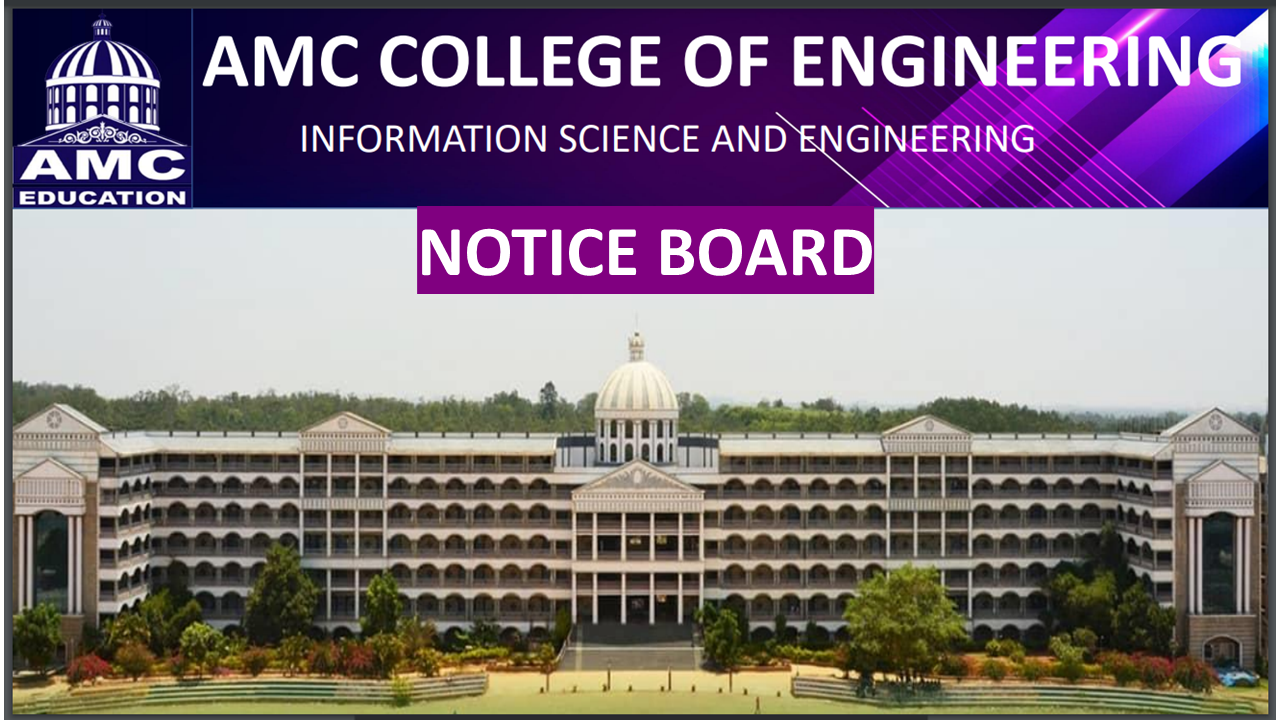 AMC COLLEGE OF ENGINEERING
INFORMATION SCIENCE AND ENGINEERING
AMC
EDUCATION
NOTICE BOARD